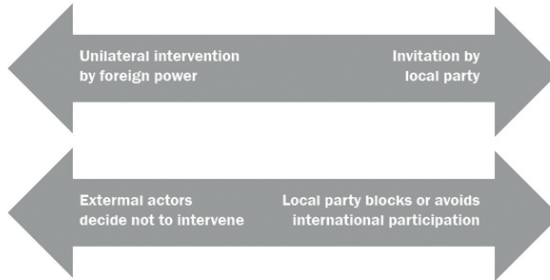 Unilateral intervention
by foreign power
Invitation by
local party
Extermal actors
decide not to intervene
Local party blocks or avoids
international participation